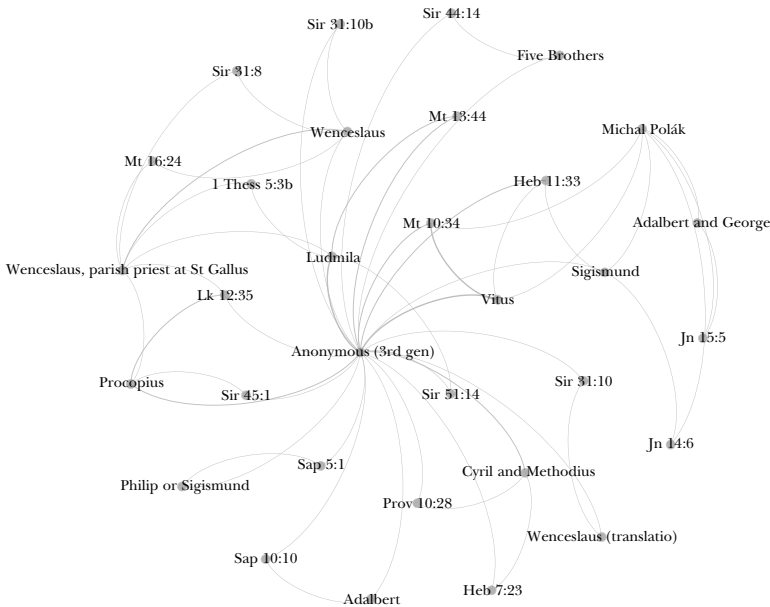 Sir 44:14
Sir 31:10b
Five Brothers
Sir 31:8
Mt 13:44
Wenceslaus
Michal Polák
Mt 16:24
1 Thess 5:3b
Heb 11:33
Mt 10:34
Adalbert and George
Ludmila
Wenceslaus, parish priest at St Gallus
Sigismund
Lk 12:35
Vitus
Jn 15:5
Anonymous (3rd gen)
Procopius
Sir 31:10
Sir 45:1
Sir 51:14
Jn 14:6
Sap 5:1
Cyril and Methodius
Philip or Sigismund
Prov 10:28
Wenceslaus (translatio)
Sap 10:10
Heb 7:23
Adalbert